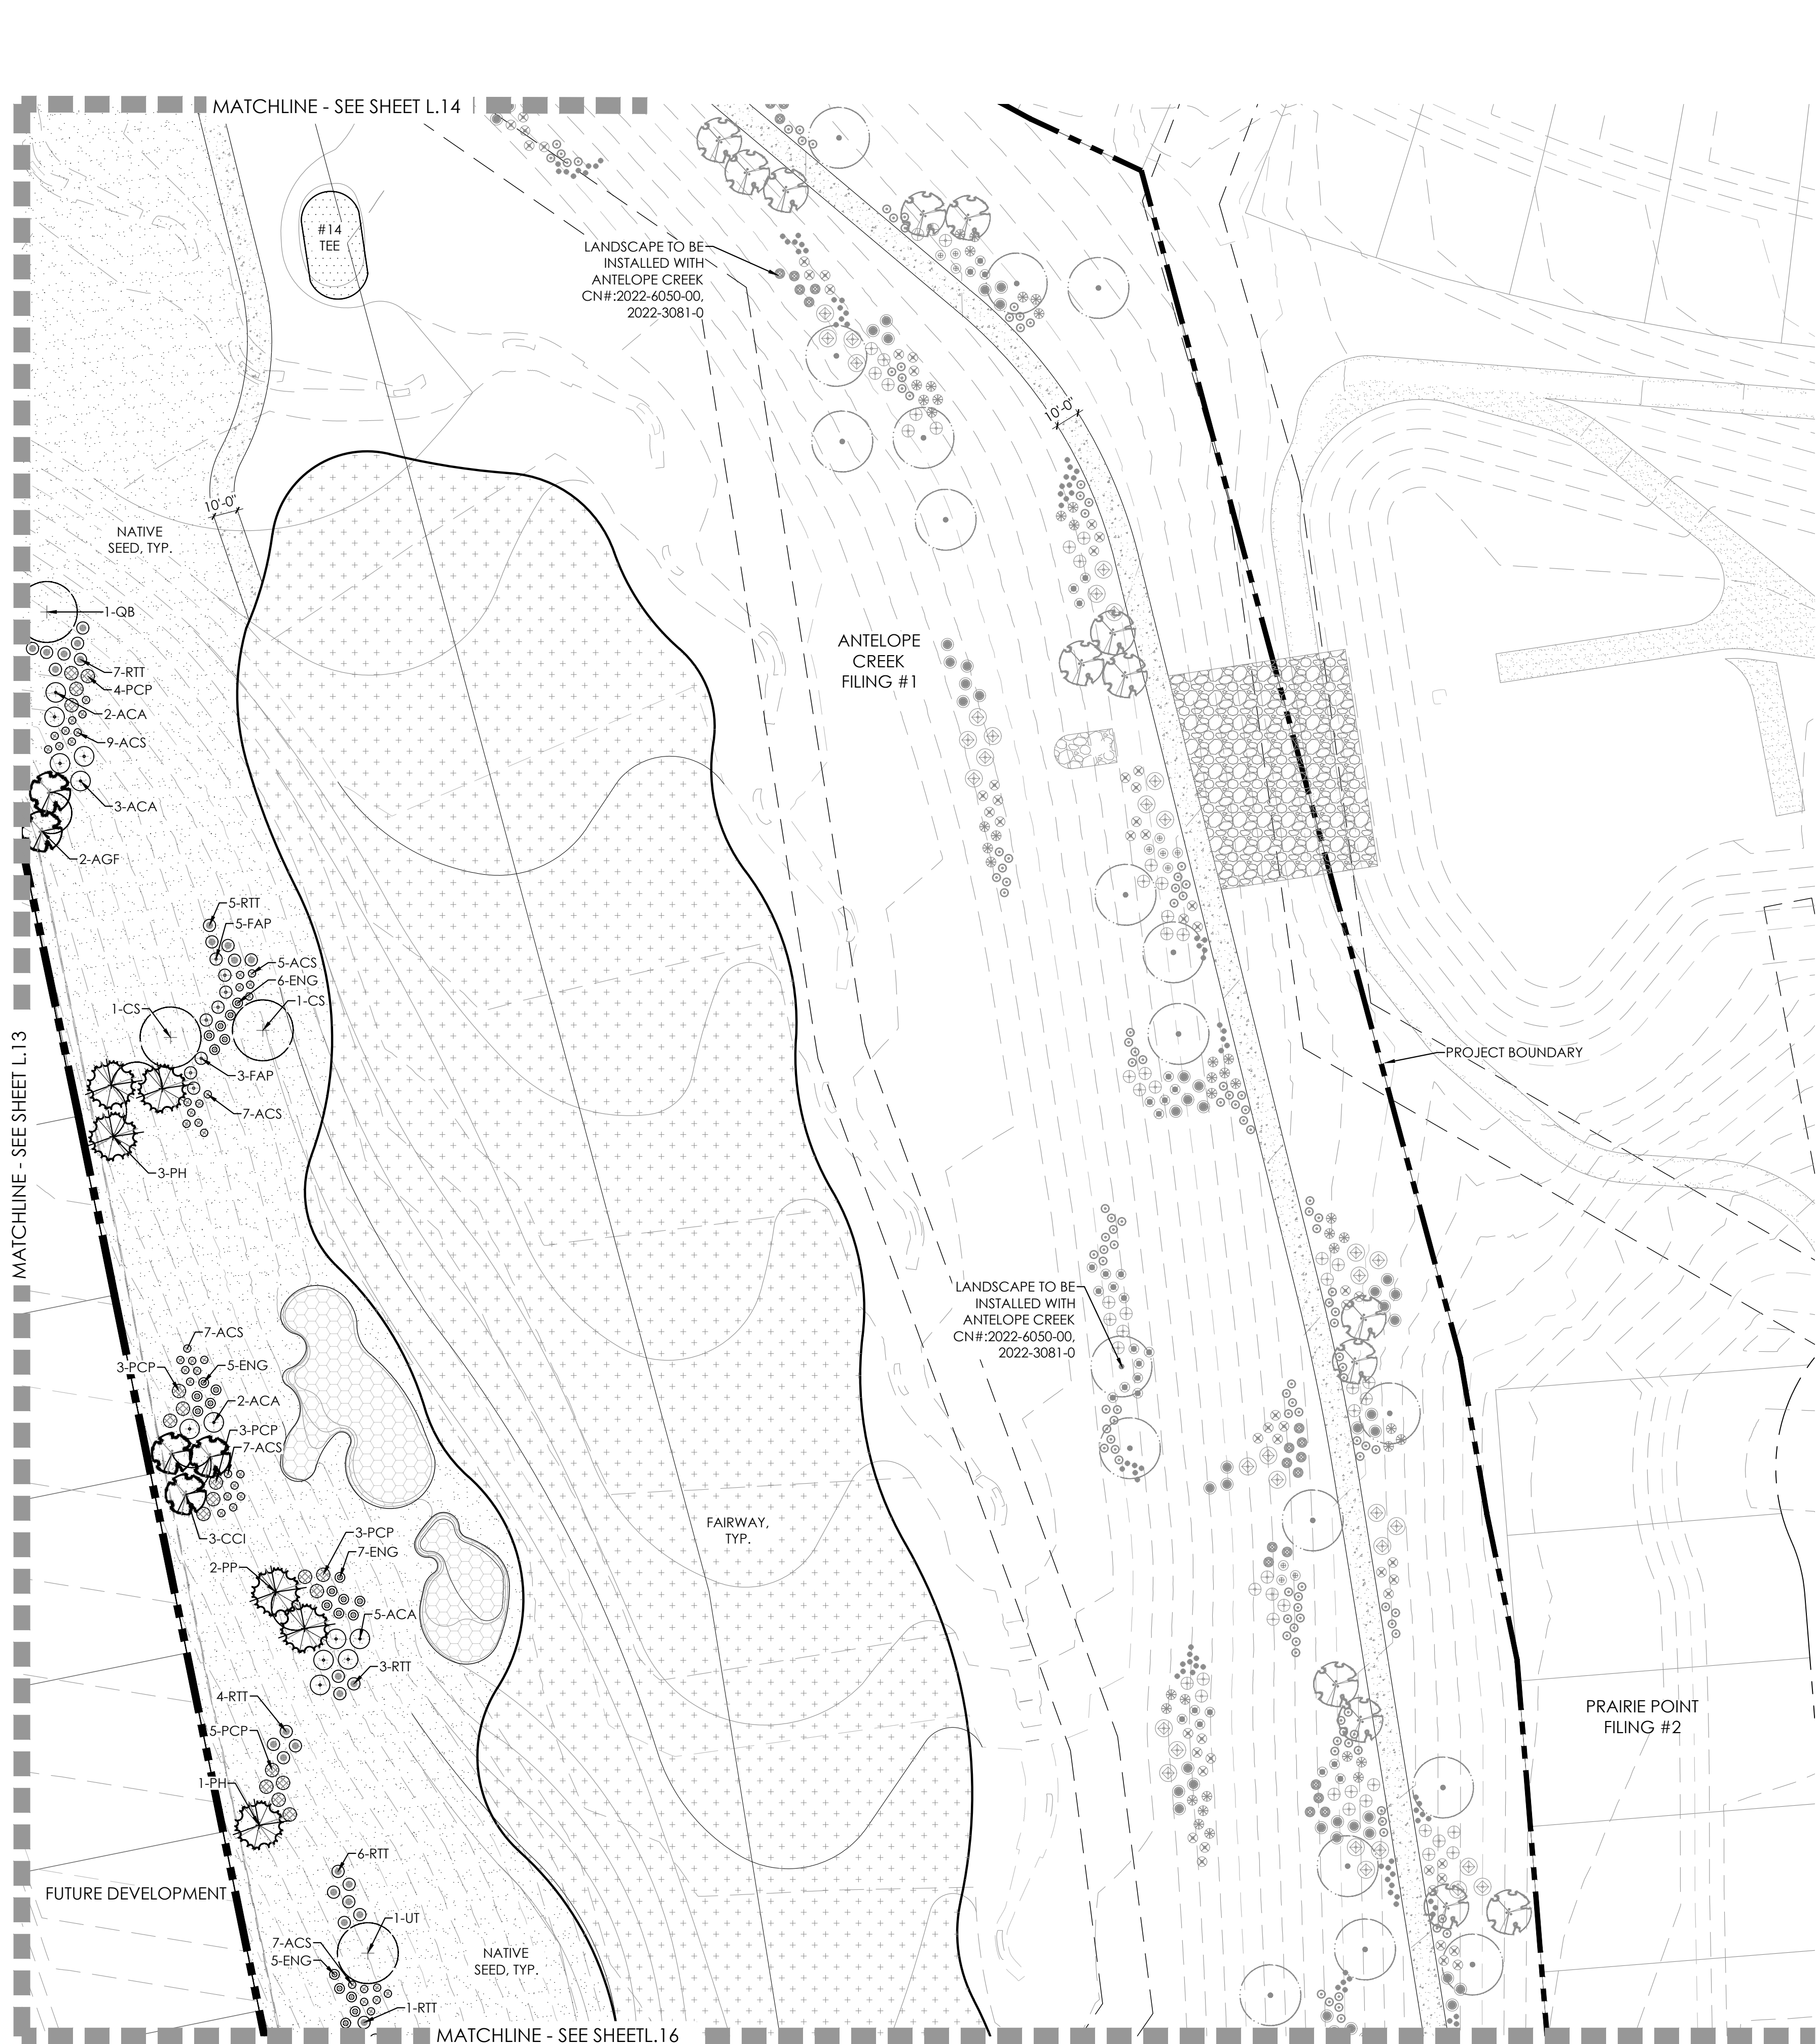 MATCHLINE - SEE SHEET L.14
#14
TEE
LANDSCAPE TO BE
INSTALLED WITH
ANTELOPE CREEK
CN#:2022-6050-00,
2022-3081-0
10'-0"
10'-0"
NATIVE
SEED, TYP.
1-QB
7-RTT
4-PCP
2-ACA
9-ACS
3-ACA
2-AGF
ANTELOPE
CREEK
FILING #1
5-RTT
5-FAP
5-ACS
6-ENG
1-CS
1-CS
3-FAP
7-ACS
3-PH
MATCHLINE - SEE SHEET L.13
PROJECT BOUNDARY
LANDSCAPE TO BE
INSTALLED WITH
ANTELOPE CREEK
CN#:2022-6050-00,
2022-3081-0
7-ACS
3-PCP
5-ENG
2-ACA
3-PCP
7-ACS
3-CCI
FAIRWAY,
TYP.
3-PCP
7-ENG
2-PP
5-ACA
3-RTT
4-RTT
5-PCP
1-PH
PRAIRIE POINT
FILING #2
6-RTT
FUTURE DEVELOPMENT
1-UT
7-ACS
5-ENG
NATIVE
SEED, TYP.
1-RTT
MATCHLINE - SEE SHEETL.16